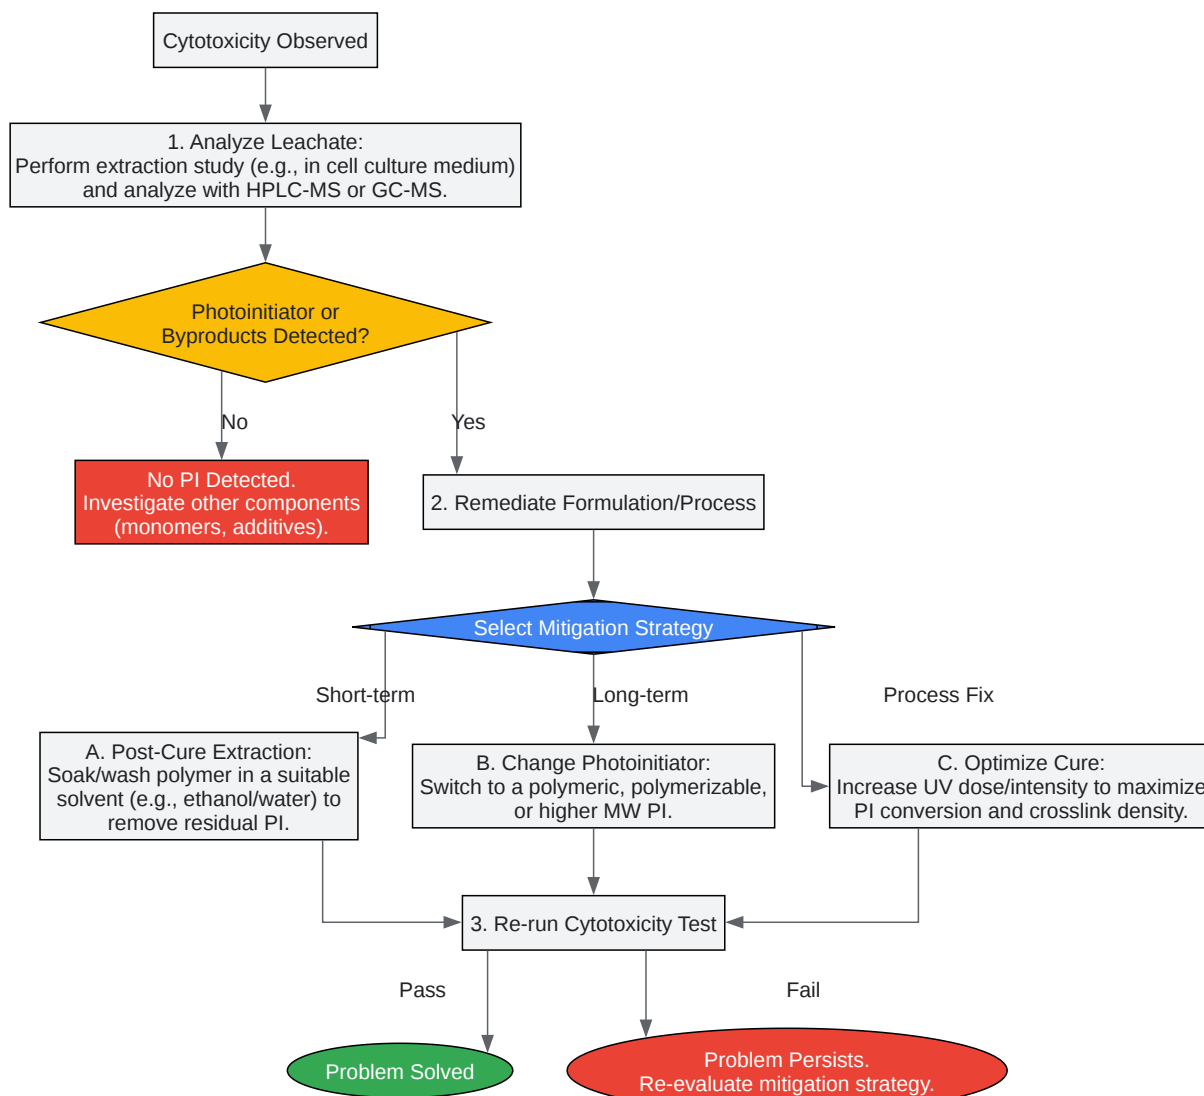 Cytotoxicity Observed
1. Analyze Leachate:
Perform extraction study (e.g., in cell culture medium)
and analyze with HPLC-MS or GC-MS.
Photoinitiator or
Byproducts Detected?
No
Yes
No PI Detected.
Investigate other components
(monomers, additives).
2. Remediate Formulation/Process
Select Mitigation Strategy
Short-term
Long-term
Process Fix
A. Post-Cure Extraction:
Soak/wash polymer in a suitable
solvent (e.g., ethanol/water) to
remove residual PI.
B. Change Photoinitiator:
Switch to a polymeric, polymerizable,
or higher MW PI.
C. Optimize Cure:
Increase UV dose/intensity to maximize
PI conversion and crosslink density.
3. Re-run Cytotoxicity Test
Pass
Fail
Problem Solved
Problem Persists.
Re-evaluate mitigation strategy.